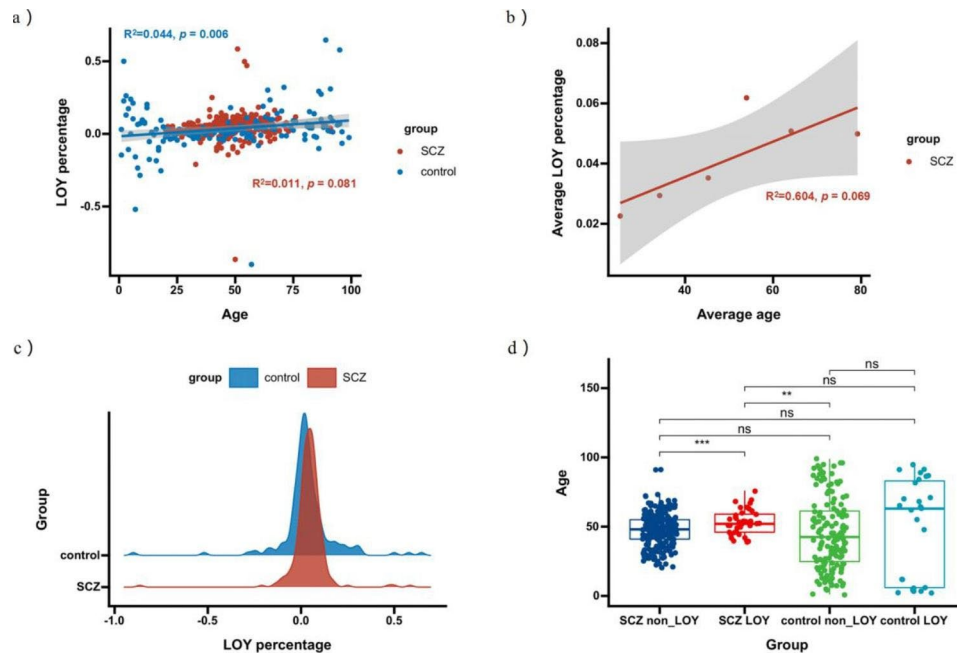 a )
R²=0.044, p = 0.006
LOY percentage
0.5
0.0
-0.5
R²=0.011, p = 0.081
0
25
50
75
100
Age
group
SCZ
control
b )
Average LOY percentage
0.08
0.06
0.04
0.02
R²=0.604, p = 0.069
40
60
80
Average age
group
SCZ
c )
group control SCZ
Group
control
SCZ
-1.0
-0.5
0.0
0.5
LOY percentage
d )
Age
150
100
50
0
ns
ns
**
ns
ns
***
SCZ non_LOY SCZ LOY control non_LOY control LOY
Group